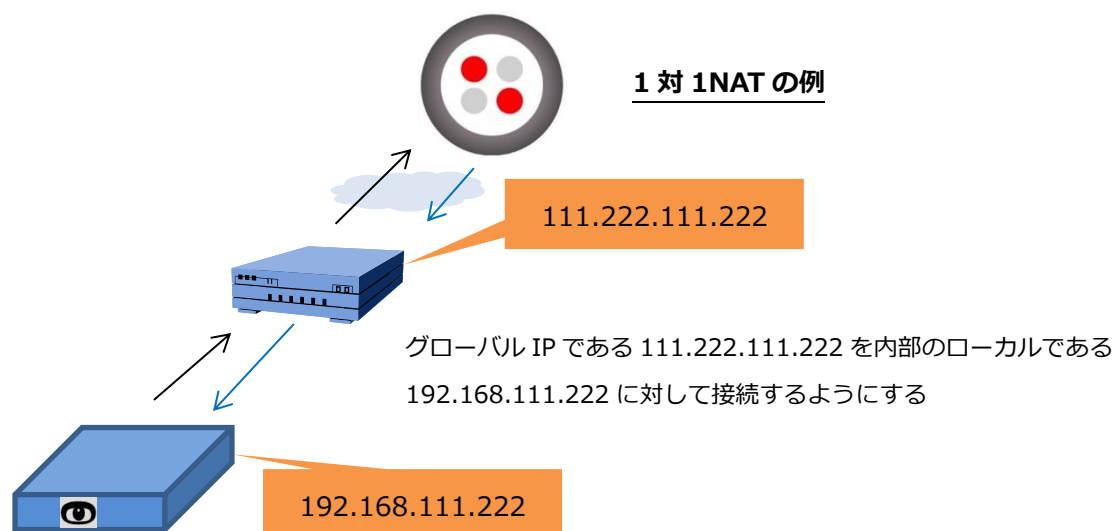 1 対 1NAT の例
111.222.111.222
グローバル IP である 111.222.111.222 を内部のローカルである
192.168.111.222 に対して接続するようにする
192.168.111.222